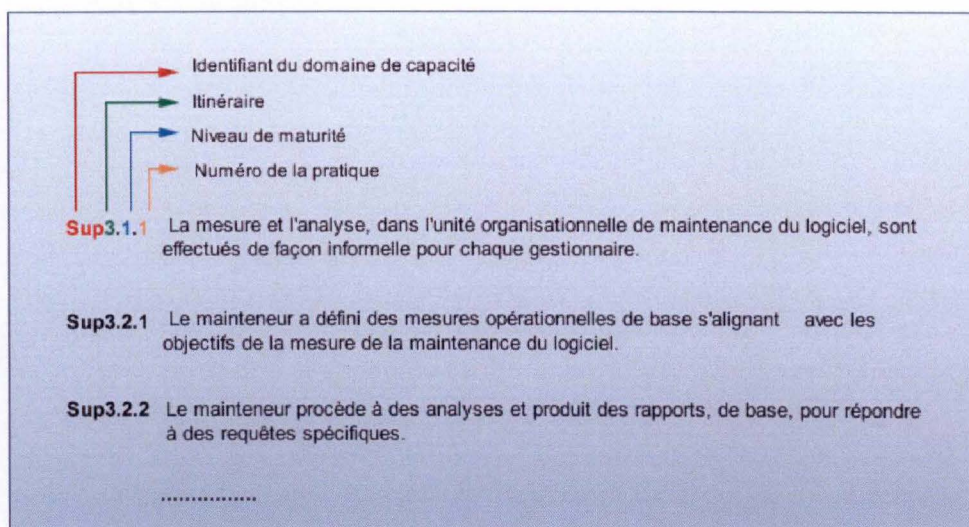 Identifiant du domaine de capacité
Itinéraire
Niveau de maturité
Numéro de la pratique
Sup3.1.1 La mesure et l'analyse, dans l'unité organisationnelle de maintenance du logiciel, sont
effectués de façon informelle pour chaque gestionnaire.
Sup3.2.1 Le mainteneur a défini des mesures opérationnelles de base s'alignant avec les
objectifs de la mesure de la maintenance du logiciel.
Sup3.2.2 Le mainteneur procède à des analyses et produit des rapports, de base, pour répondre
à des requêtes spécifiques.
................